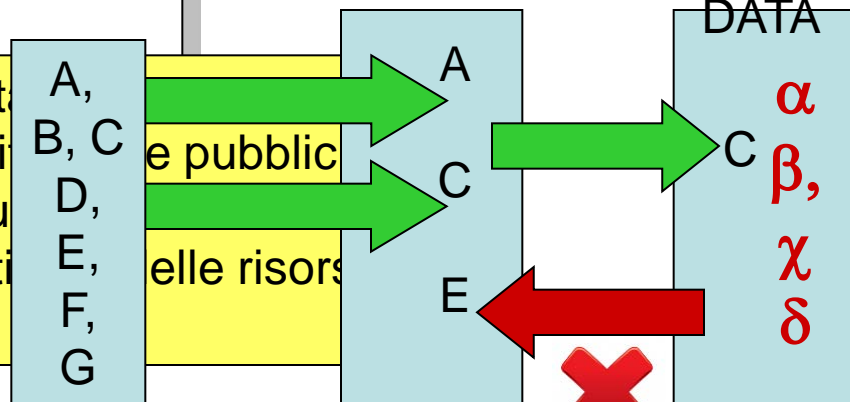 DATA
A,
B, C
D,
E,
F,
G
e pubblic
elle risors
A
C
E
C
α
β,
χ
δ